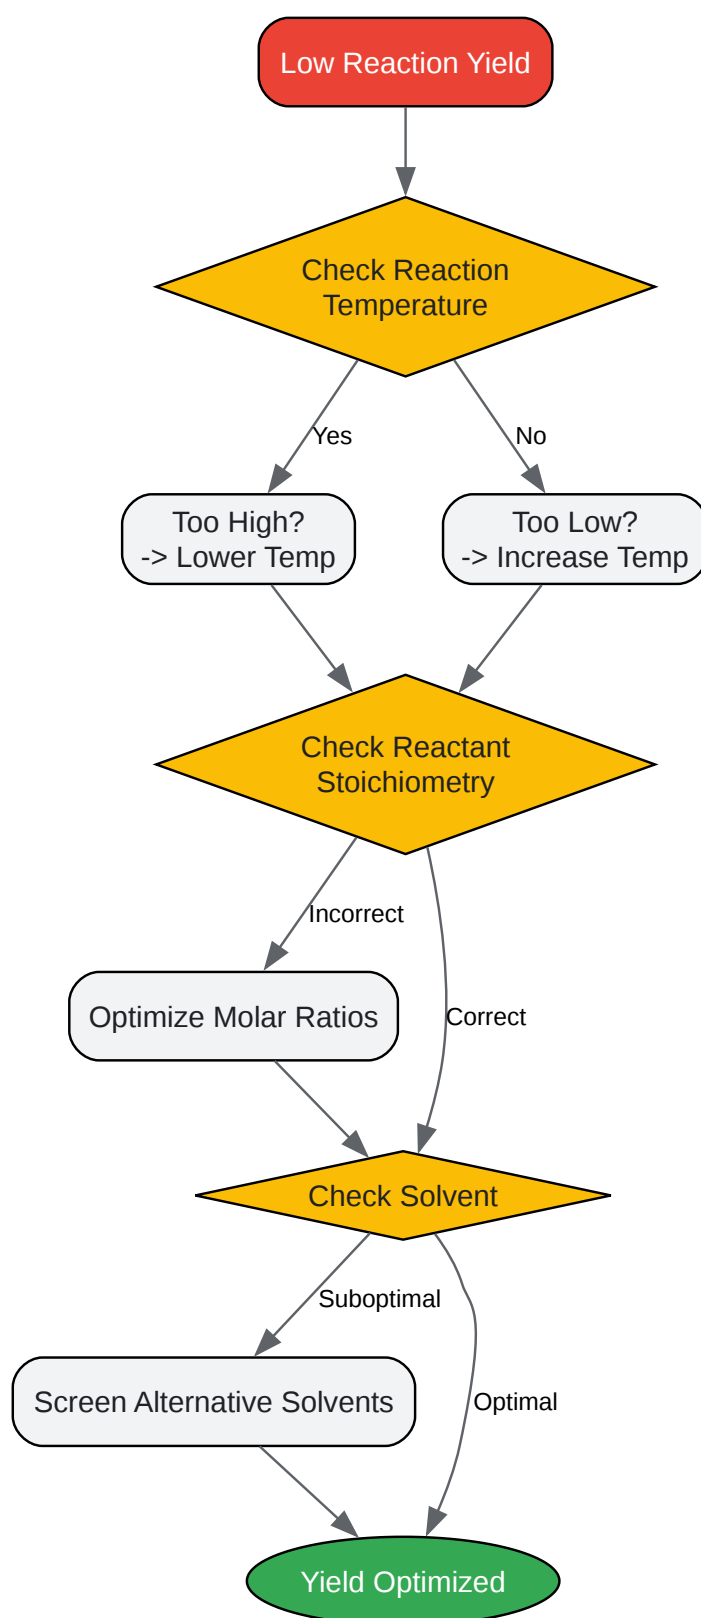 Low Reaction Yield
Check Reaction
Temperature
Yes
No
Too High?
-> Lower Temp
Too Low?
-> Increase Temp
Check Reactant
Stoichiometry
Incorrect
Optimize Molar Ratios
Correct
Check Solvent
Suboptimal
Screen Alternative Solvents
Optimal
Yield Optimized